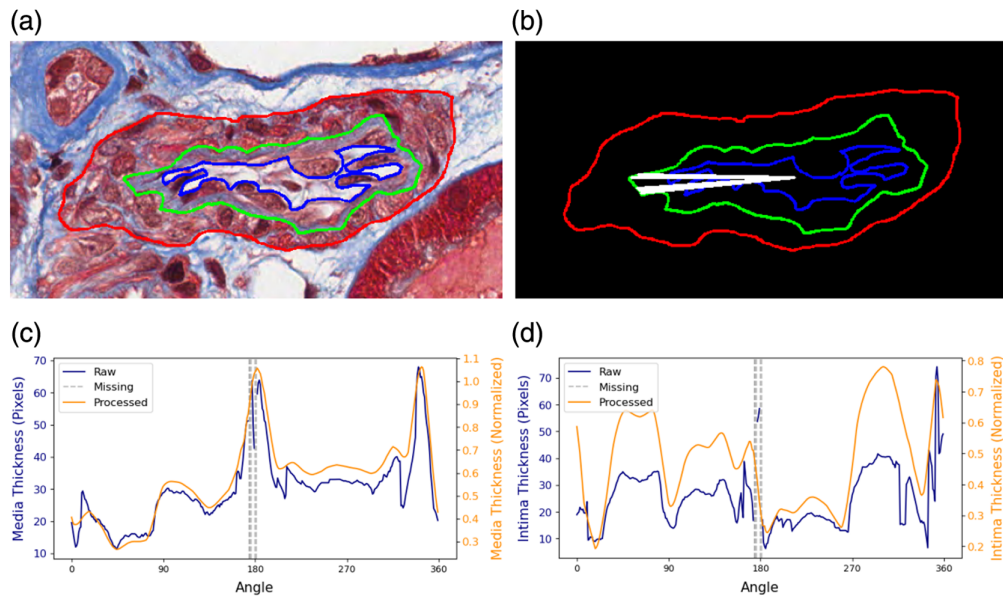 (a)
(b)
(c)
Raw
Missing
Processed
Media Thickness (Pixels)
70
60
50
40
30
20
10
0
90
180
270
360
Angle
1.1
1.0
0.9
0.8
0.7
0.6
0.5
0.4
0.3
Media Thickness (Normalized)
(d)
Raw
Missing
Processed
Intima Thickness (Pixels)
70
60
50
40
30
20
10
0
90
180
270
360
Angle
0.8
0.7
0.6
0.5
0.4
0.3
0.2
Intima Thickness (Normalized)